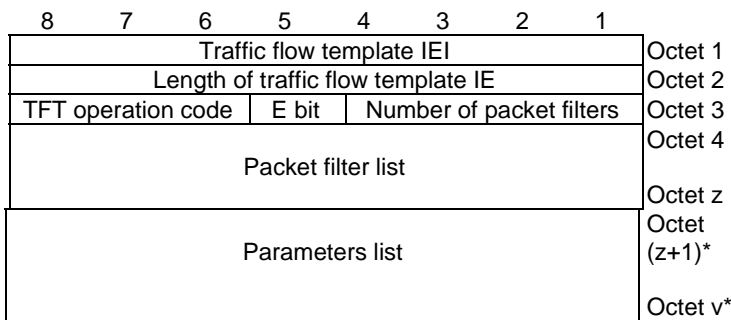 8 7 6 5 4 3 2 1
Traffic flow template IEI Octet 1
Length of traffic flow template IE Octet 2
TFT operation code E bit Number of packet filters Octet 3
Octet 4
Packet filter list
Octet z
Octet
Parameters list (z+1)*
Octet v*